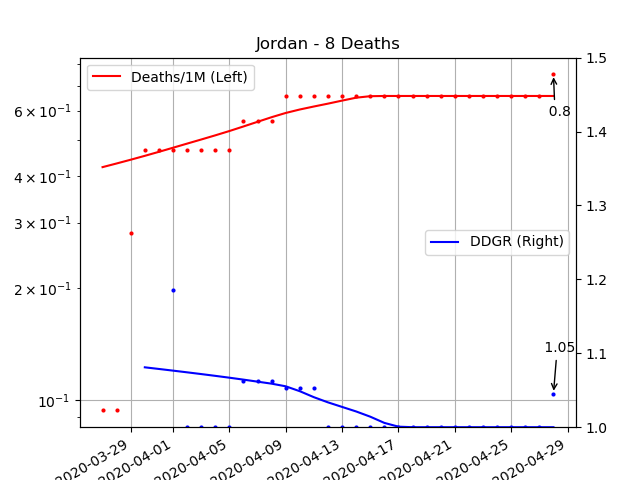 Jordan - 8 Deaths
Deaths/1M (Left)
DDGR (Right)
6 × 10⁻¹
4 × 10⁻¹
3 × 10⁻¹
2 × 10⁻¹
10⁻¹
1.5
1.4
1.3
1.2
1.1
1.0
0.8
1.05
2020-03-29
2020-04-01
2020-04-05
2020-04-09
2020-04-13
2020-04-17
2020-04-21
2020-04-25
2020-04-29